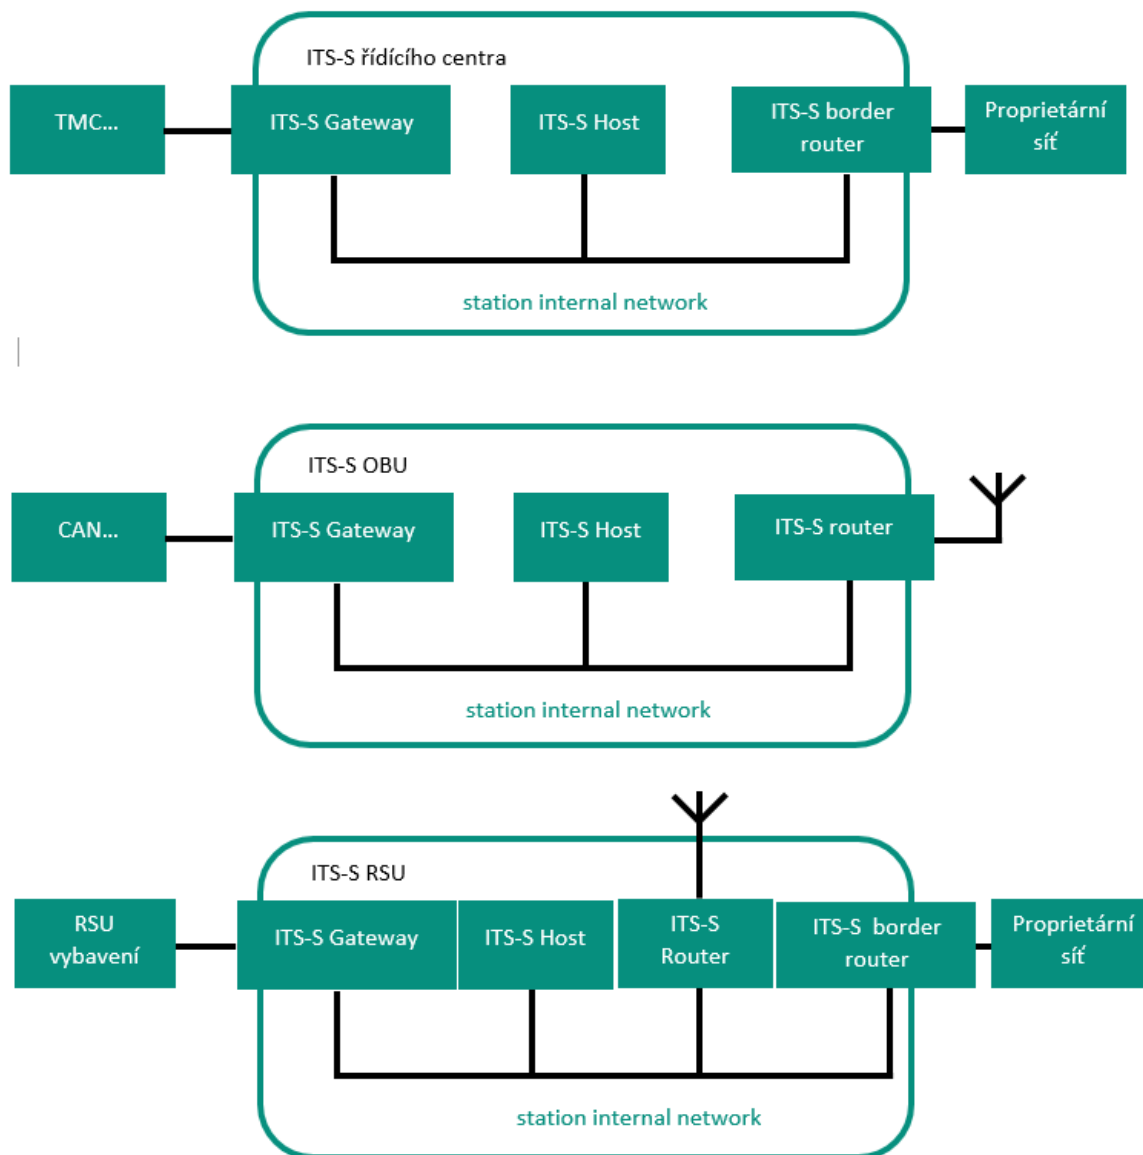 ITS-S řídícího centra
TMC...
ITS-S Gateway
ITS-S Host
ITS-S border
router
Proprietární
síť
station internal network
ITS-S OBU
CAN...
ITS-S Gateway
ITS-S Host
ITS-S router
station internal network
ITS-S RSU
RSU
vybavení
ITS-S Gateway
ITS-S Host
ITS-S
Router
ITS-S border
router
Proprietární
síť
station internal network